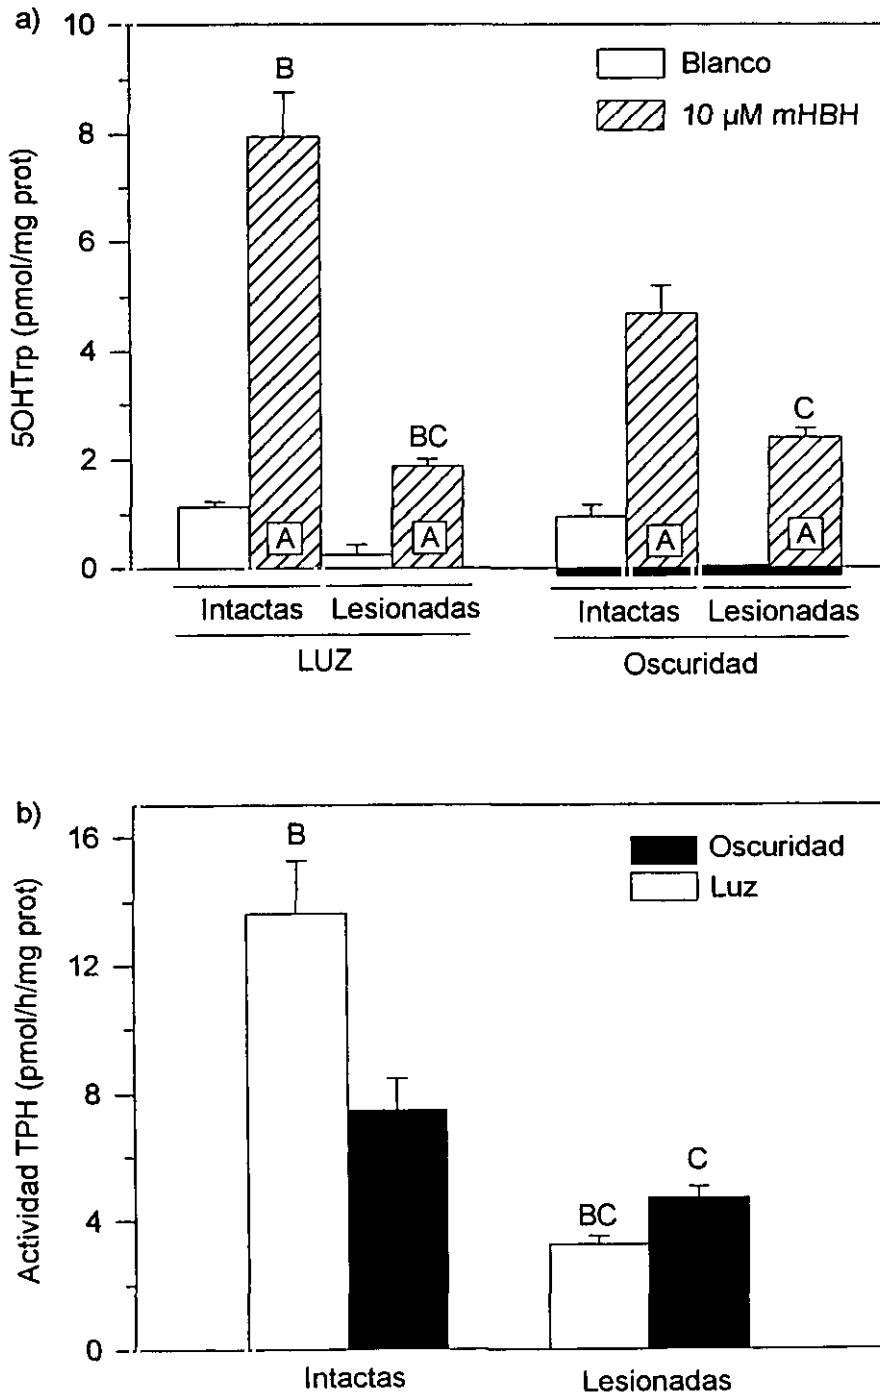 a)
10
8
6
4
2
0
5OHTrp (pmol/mg prot)
Blanco
10 µM mHBH
B
BC
C
A
A
A
A
Intactas
Lesionadas
Intactas
Lesionadas
LUZ
Oscuridad
b)
16
12
8
4
0
Actividad TPH (pmol/h/mg prot)
Oscuridad
Luz
B
BC
C
Intactas
Lesionadas